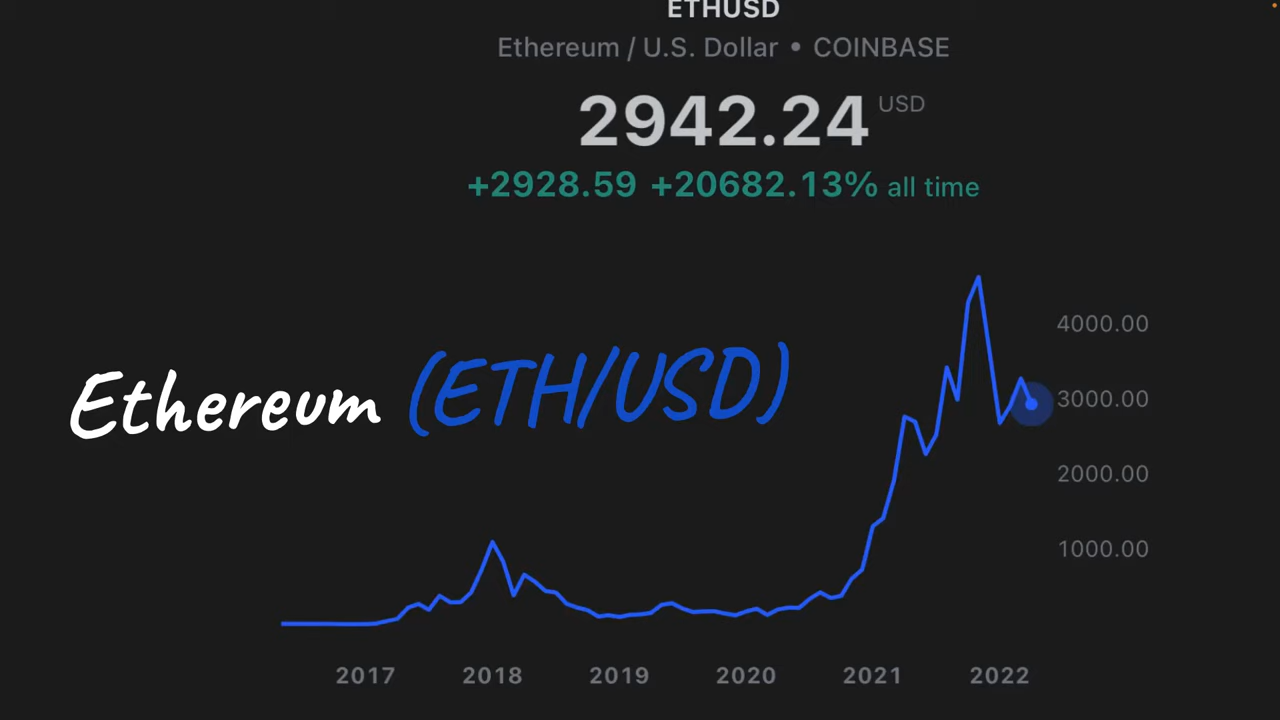 ETHUSD
Ethereum / U.S. Dollar • COINBASE
2942.24 USD
+2928.59 +20682.13% all time
4000.00
Ethereum (ETH/USD)
3000.00
2000.00
1000.00
2017 2018 2019 2020 2021 2022